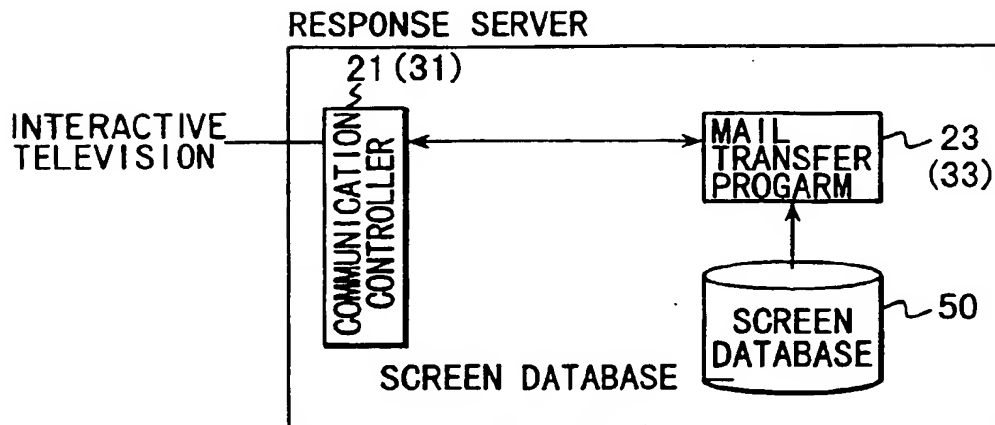 RESPONSE SERVER
21 (31)
INTERACTIVE
TELEVISION
COMMUNICATION
CONTROLLER
MAIL
TRANSFER
PROGARM
23
(33)
SCREEN
DATABASE
50
SCREEN DATABASE